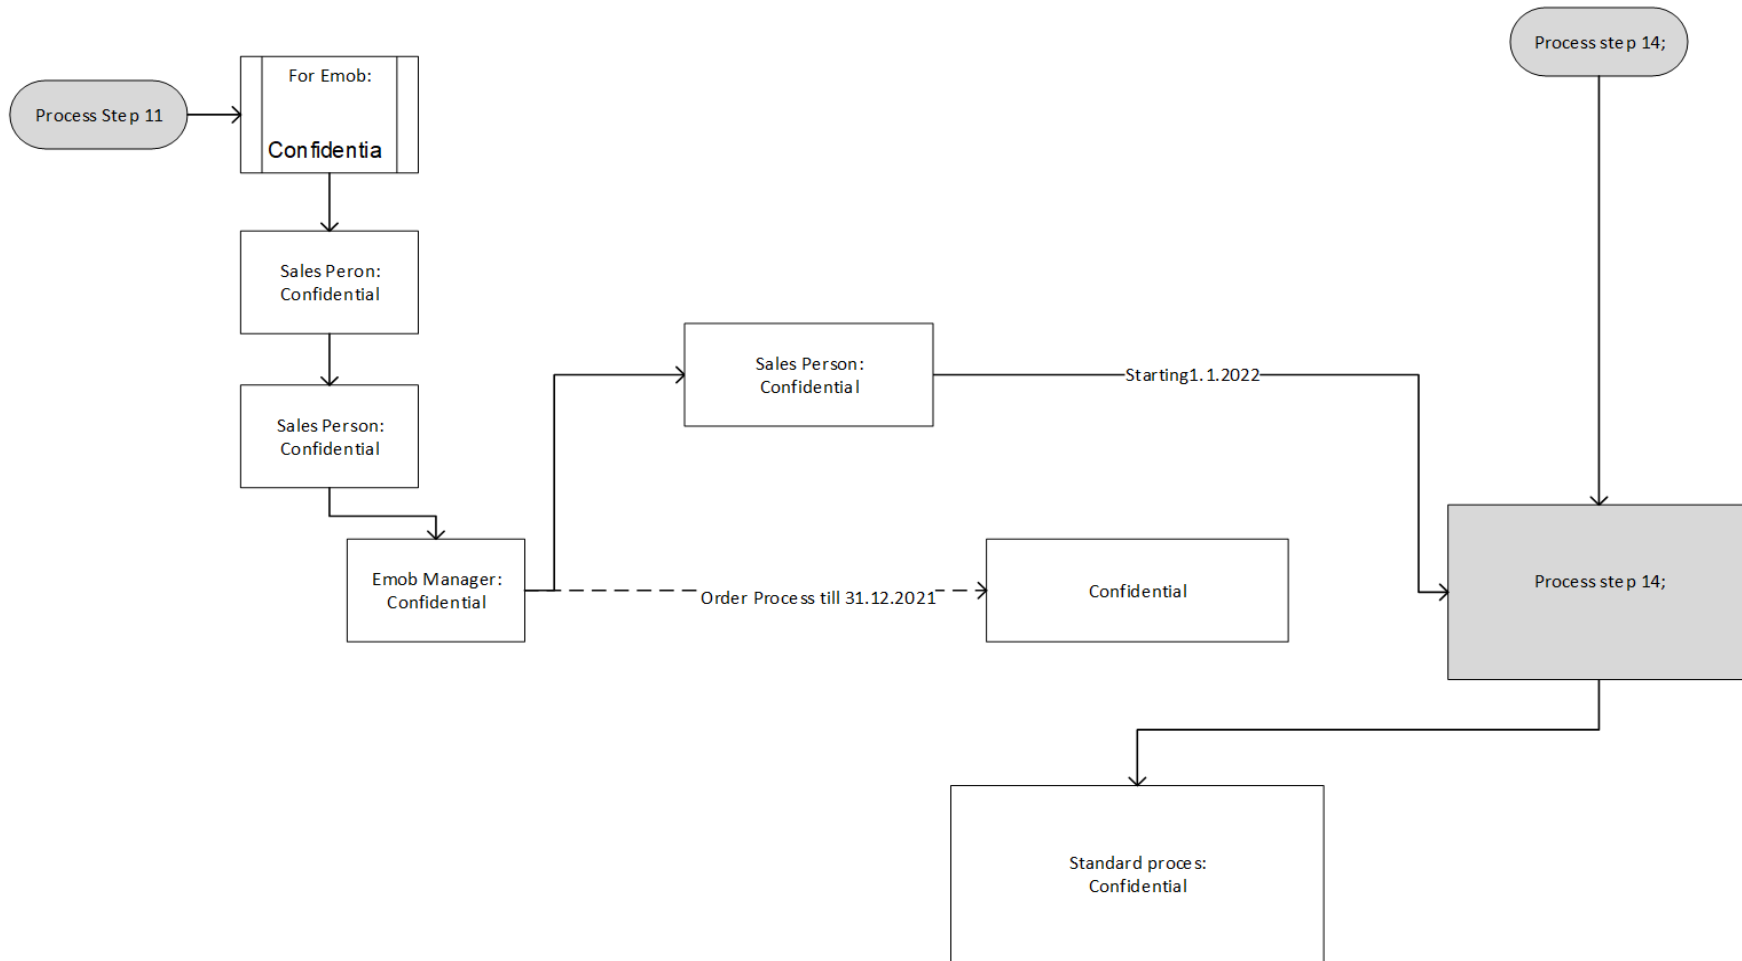 Process step 14;
For Emob:
Process Step 11
Confidentia
Sales Peron:
Confidential
Sales Person:
Confidential
Starting1.1.2022
Sales Person:
Confidential
Emob Manager:
Confidential
Order Process till 31.12.2021
Confidential
Process step 14;
Standard proces:
Confidential